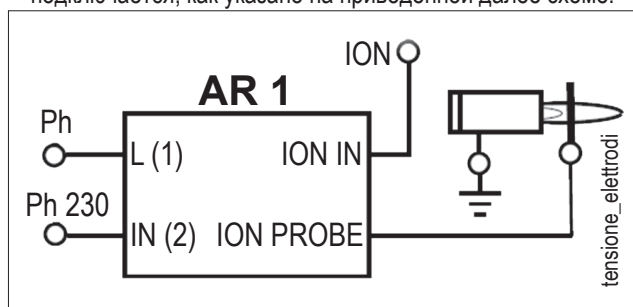 подключается, как указано на приведенной далее схеме:
ION
AR 1
Ph
L (1)
ION IN
Ph 230
IN (2)
ION PROBE
tensione_elettrodi